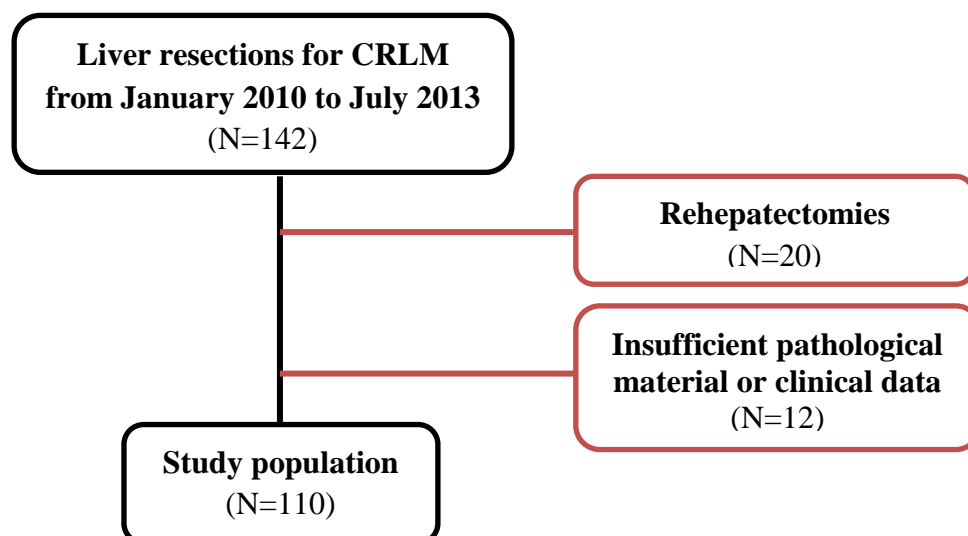 Liver resections for CRLM
from January 2010 to July 2013
(N=142)
Rehepatectomies
(N=20)
Insufficient pathological
material or clinical data
(N=12)
Study population
(N=110)